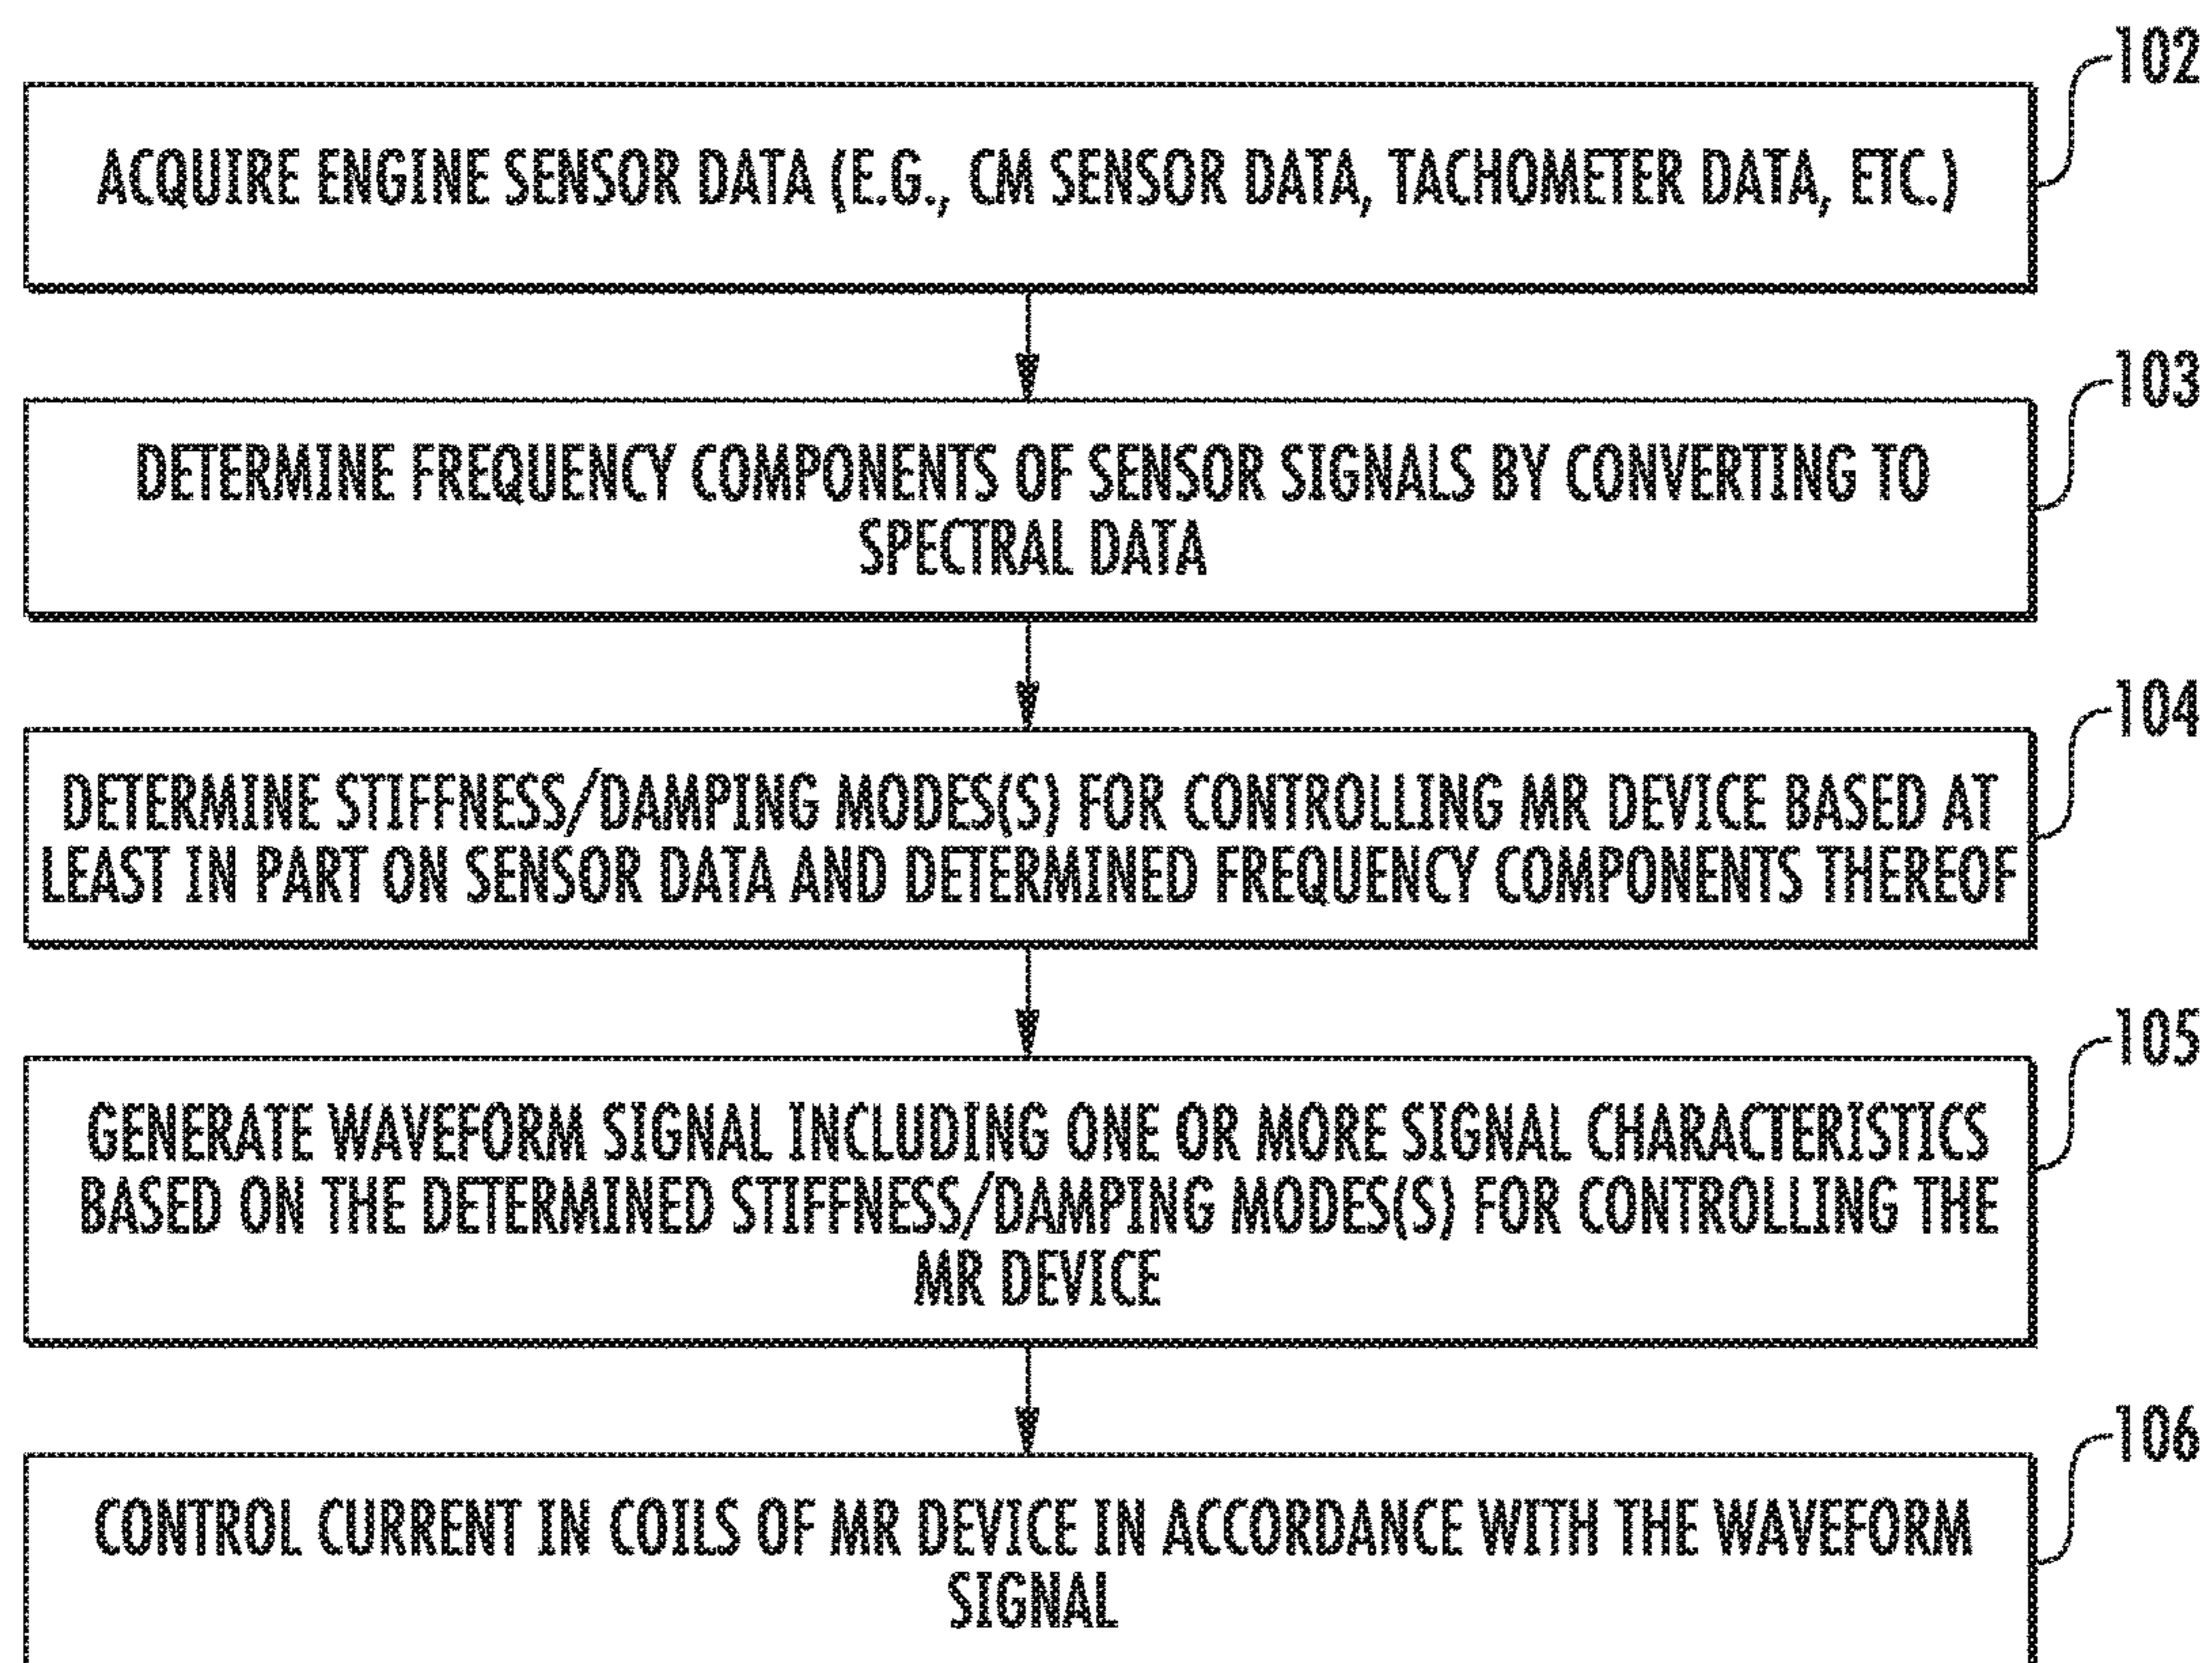 102
ACQUIRE ENGINE SENSOR DATA (E.G., CM SENSOR DATA, TACHOMETER DATA, ETC.)
103
DETERMINE FREQUENCY COMPONENTS OF SENSOR SIGNALS BY CONVERTING TO
SPECTRAL DATA
104
DETERMINE STIFFNESS/DAMPING MODES(S) FOR CONTROLLING MR DEVICE BASED AT
LEAST IN PART ON SENSOR DATA AND DETERMINED FREQUENCY COMPONENTS THEREOF
105
GENERATE WAVEFORM SIGNAL INCLUDING ONE OR MORE SIGNAL CHARACTERISTICS
BASED ON THE DETERMINED STIFFNESS/DAMPING MODES(S) FOR CONTROLLING THE
MR DEVICE
106
CONTROL CURRENT IN COILS OF MR DEVICE IN ACCORDANCE WITH THE WAVEFORM
SIGNAL